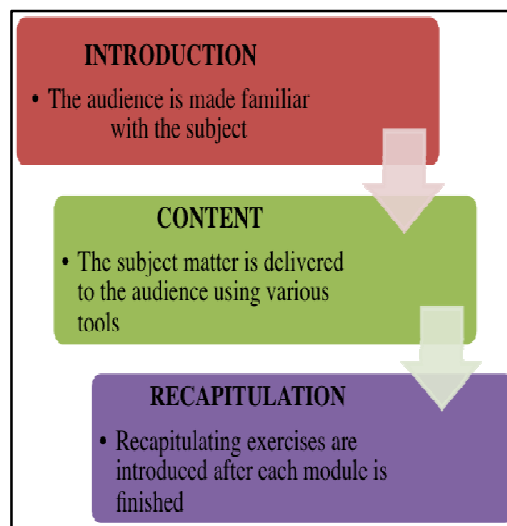 INTRODUCTION
• The audience is made familiar
with the subject
CONTENT
• The subject matter is delivered
to the audience using various
tools
RECAPITULATION
• Recapitulating exercises are
introduced after each module is
finished